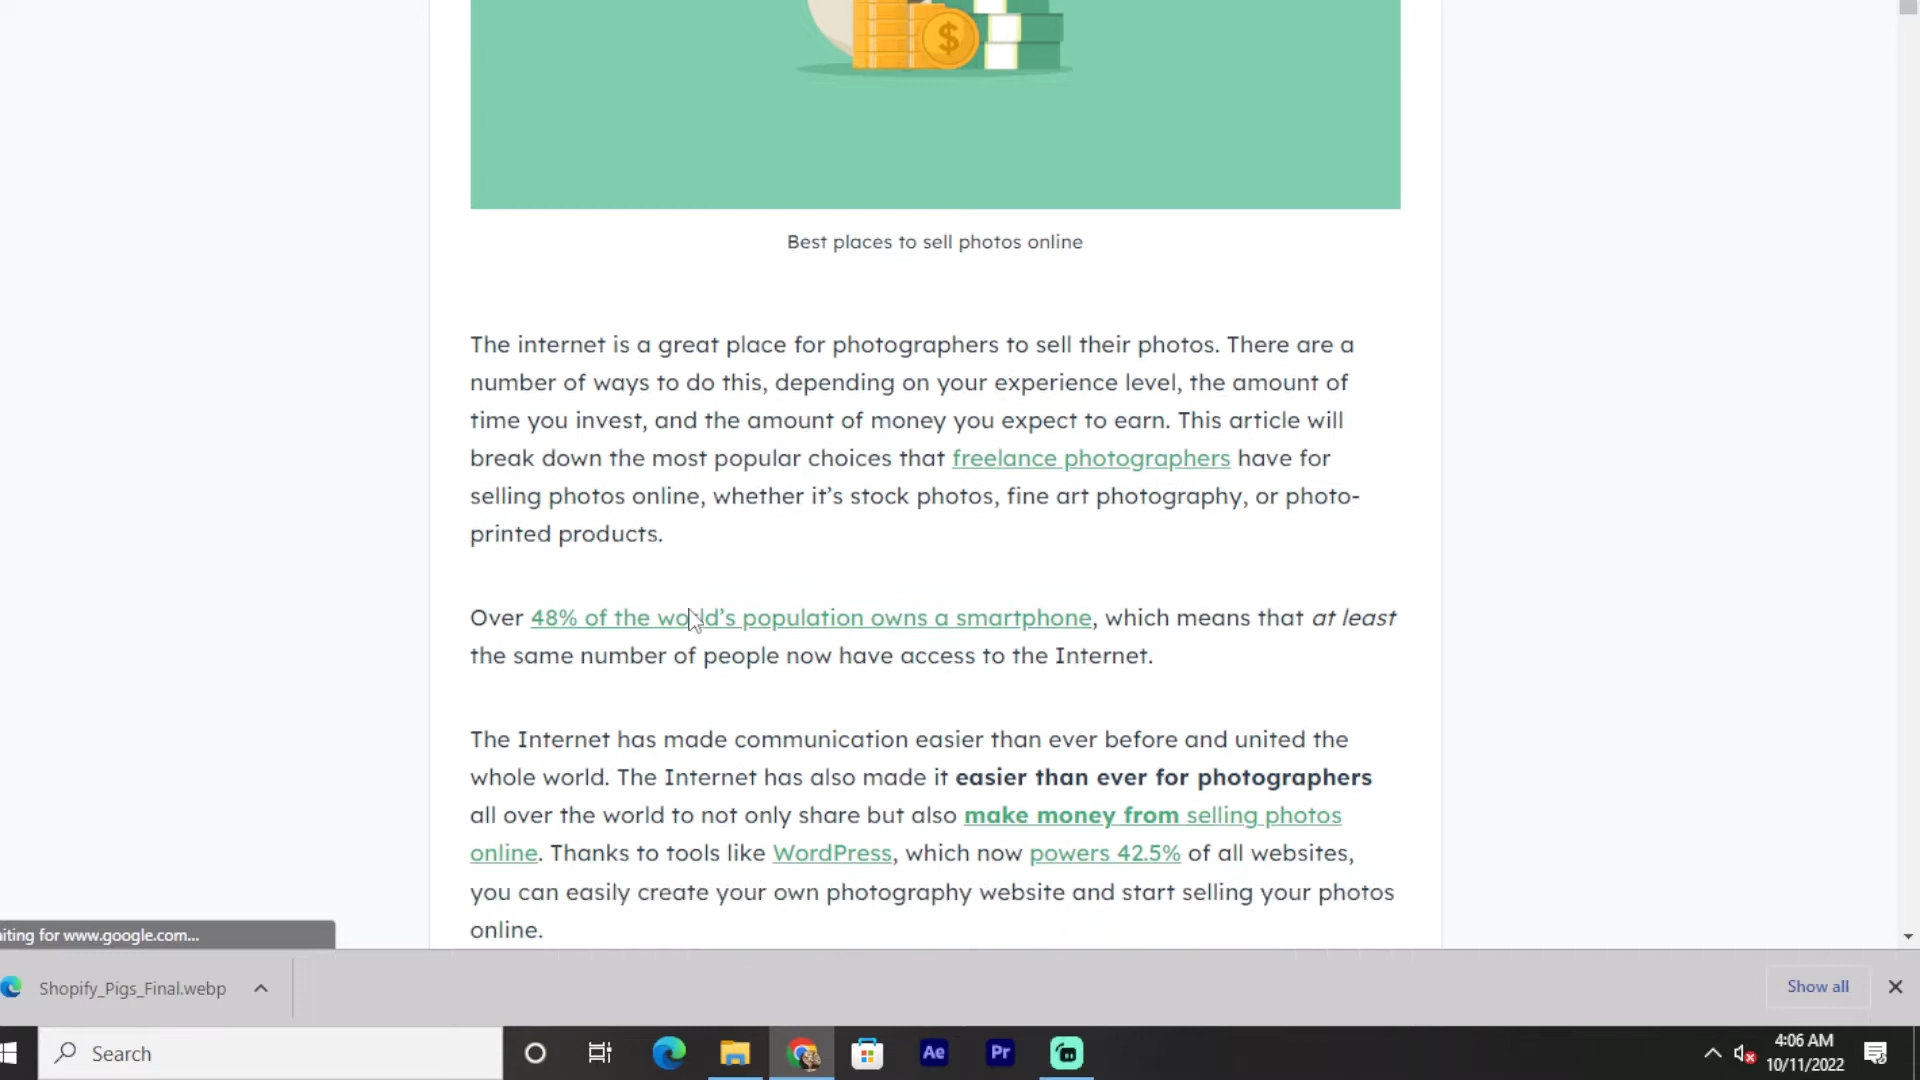 $
Best places to sell photos online
The internet is a great place for photographers to sell their photos. There are a
number of ways to do this, depending on your experience level, the amount of
time you invest, and the amount of money you expect to earn. This article will
break down the most popular choices that freelance photographers have for
selling photos online, whether it’s stock photos, fine art photography, or photo-
printed products.
Over 48% of the world’s population owns a smartphone, which means that at least
the same number of people now have access to the Internet.
The Internet has made communication easier than ever before and united the
whole world. The Internet has also made it easier than ever for photographers
all over the world to not only share but also make money from selling photos
online. Thanks to tools like WordPress, which now powers 42.5% of all websites,
you can easily create your own photography website and start selling your photos
online.
aiting for www.google.com...
Shopify_Pigs_Final.webp
Show all
Search
Ae
Pr
4:06 AM
10/11/2022